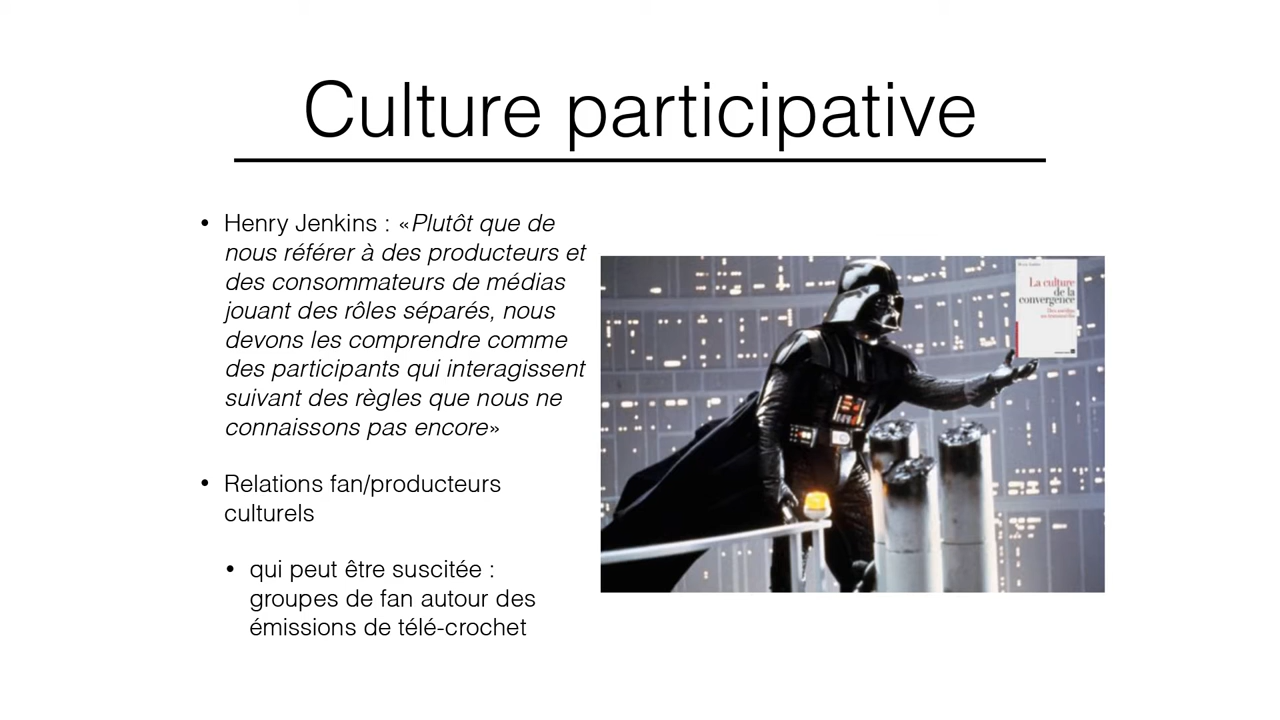 Culture participative
• Henry Jenkins : «Plutôt que de
nous référer à des producteurs et
des consommateurs de médias
jouant des rôles séparés, nous
devons les comprendre comme
des participants qui interagissent
suivant des règles que nous ne
connaissons pas encore»
• Relations fan/producteurs
culturels
• qui peut être suscitée :
groupes de fan autour des
émissions de télé-crochet
La culture
de la
convergence